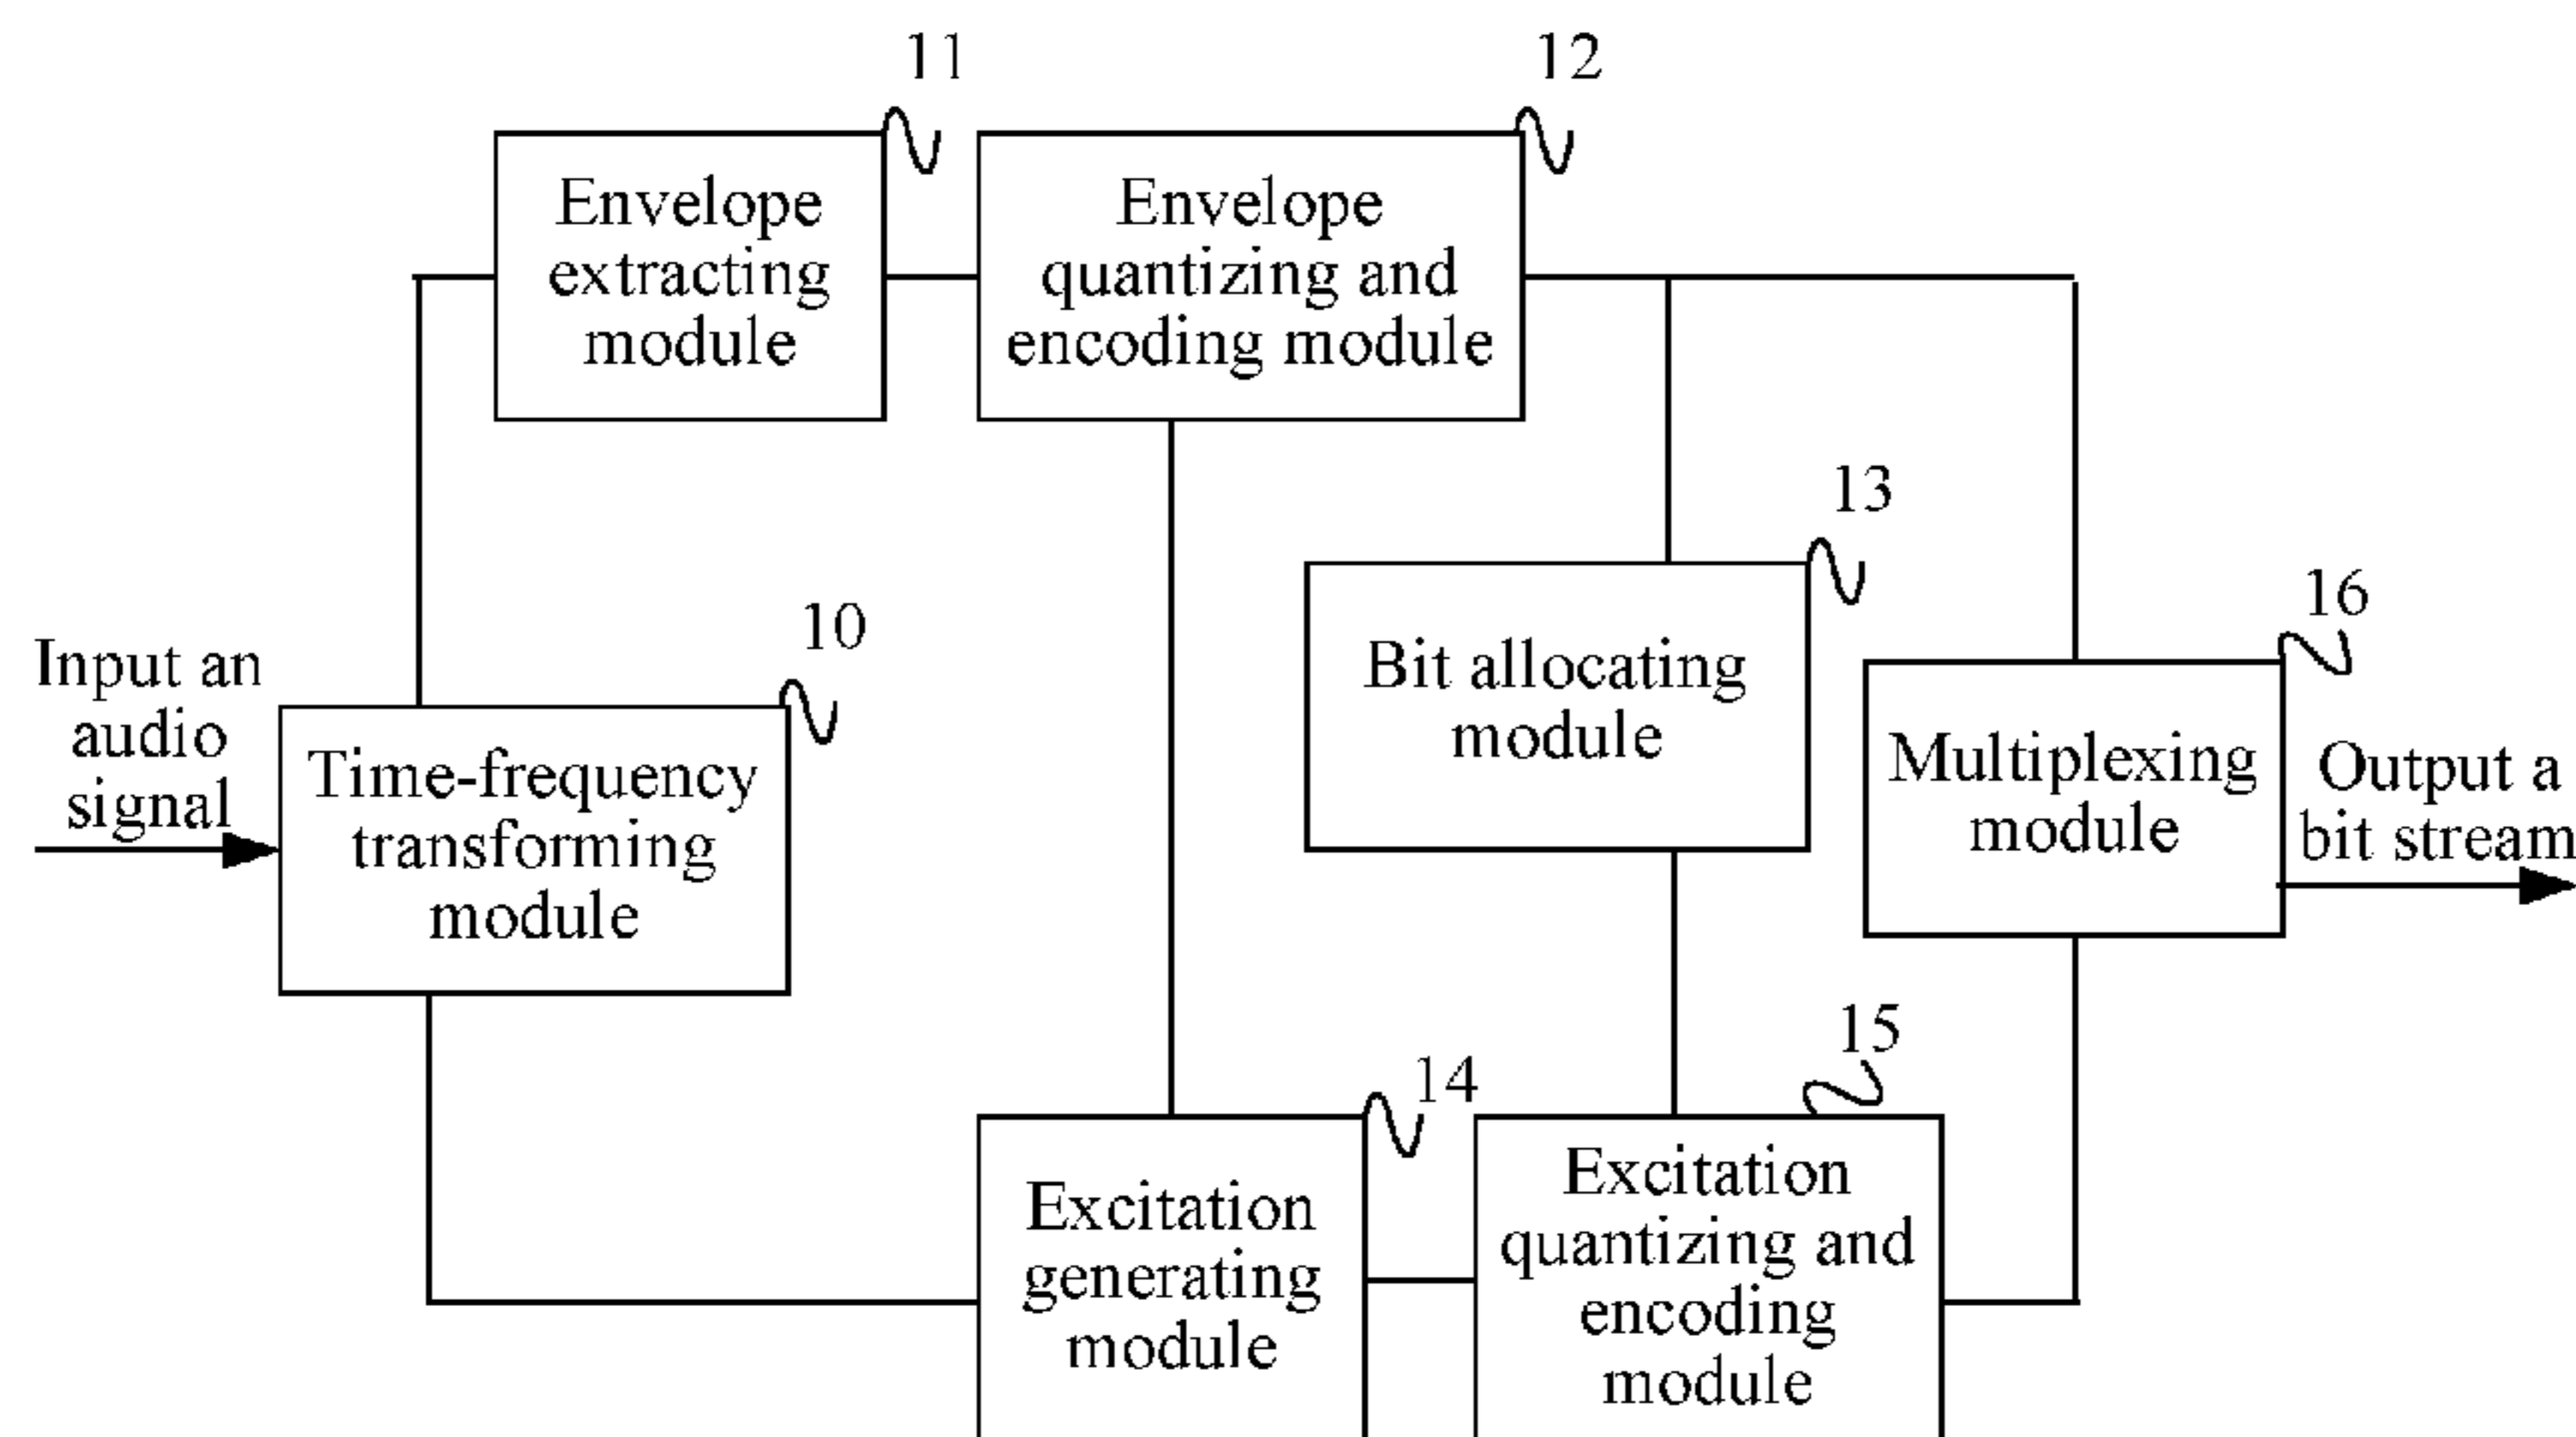 11
12
Envelope
extracting
module
Envelope
quantizing and
encoding module
13
16
10
Input an
audio
signal
Bit allocating
module
Time-frequency
transforming
module
Multiplexing
module
Output a
bit stream
15
14
Excitation
generating
module
Excitation
quantizing and
encoding
module